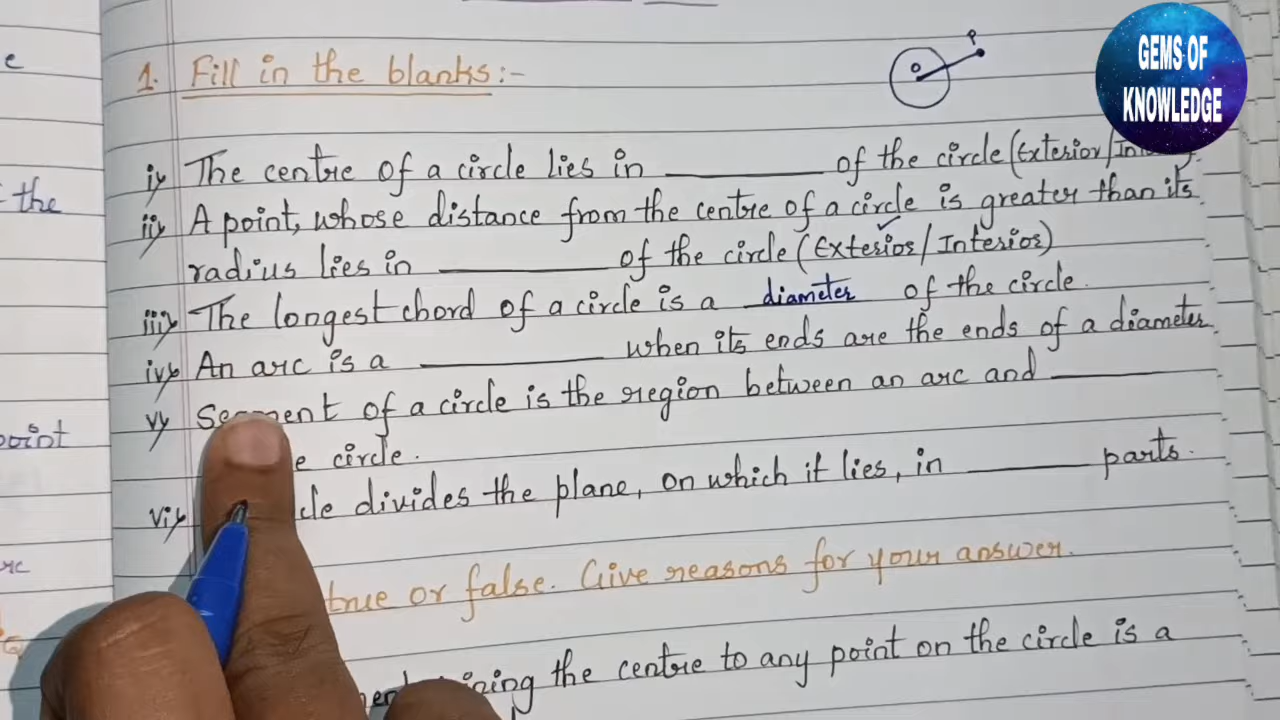 e
the
point
arc
GEMS OF
KNOWLEDGE
P
O
1. Fill in the blanks:-
i) The centre of a circle lies in ________ of the circle (Exterior/
ii) A point, whose distance from the centre of a circle is greater than its
radius lies in ________ of the circle (Exterior/Interior)
iii) The longest chord of a circle is a diameter of the circle.
iv) An arc is a ________ when its ends are the ends of a diameter.
v) Segment of a circle is the region between an arc and ________
circle.
vi) divides the plane, on which it lies, in ________ parts.
true or false. Give reasons for your answer.
the centre to any point on the circle is a